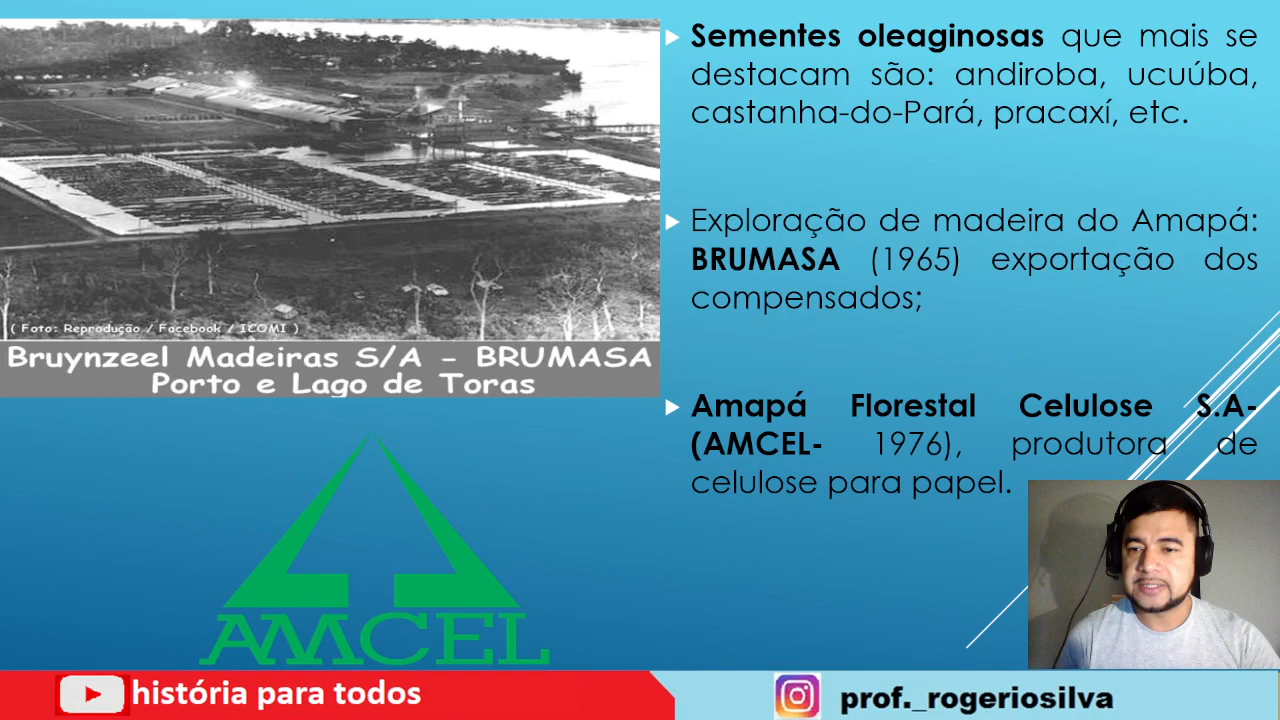 Sementes oleaginosas que mais se
destacam são: andiroba, ucuúba,
castanha-do-Pará, pracaxí, etc.
Exploração de madeira do Amapá:
BRUMASA (1965) exportação dos
compensados;
Amapá Florestal Celulose S.A-
(AMCEL- 1976), produtora de
celulose para papel.
( Foto: Reprodução / Facebook / ICOMI )
Bruynzeel Madeiras S/A - BRUMASA
Porto e Lago de Toras
AMCEL
história para todos
prof._rogeriosilva